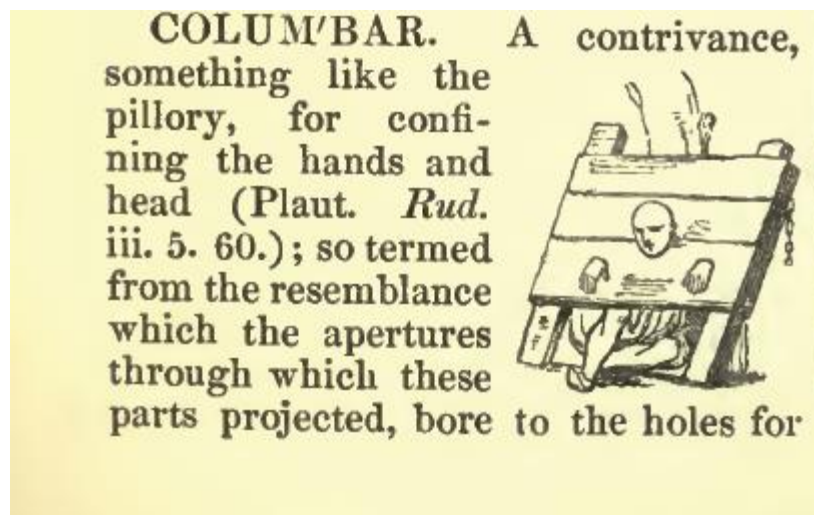 COLUM'BAR. A contrivance,
something like the
pillory, for confi-
ning the hands and
head (Plaut. Rud.
iii. 5. 60.); so termed
from the resemblance
which the apertures
through which these
parts projected, bore to the holes for